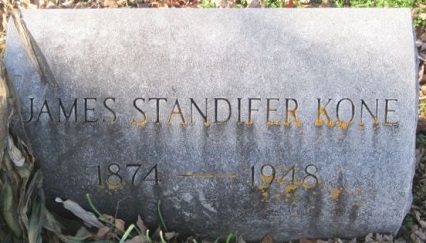 JAMES STANDIFER KONE
1874 — 1948